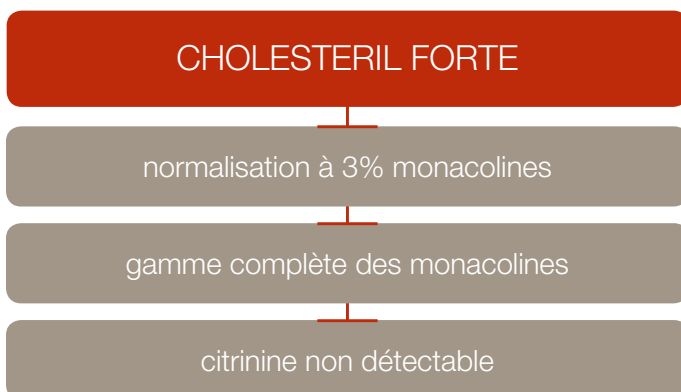 CHOLESTERIL FORTE
normalisation à 3% monacolines
gamme complète des monacolines
citrinine non détectable